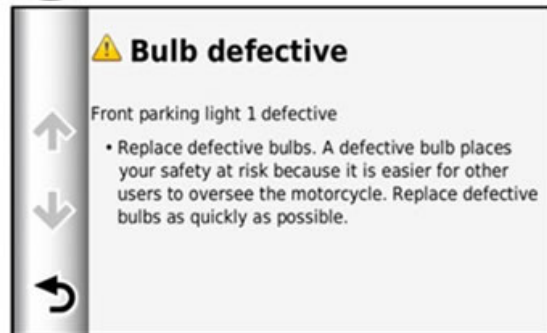 Bulb defective
Front parking light 1 defective
• Replace defective bulbs. A defective bulb places
your safety at risk because it is easier for other
users to oversee the motorcycle. Replace defective
bulbs as quickly as possible.